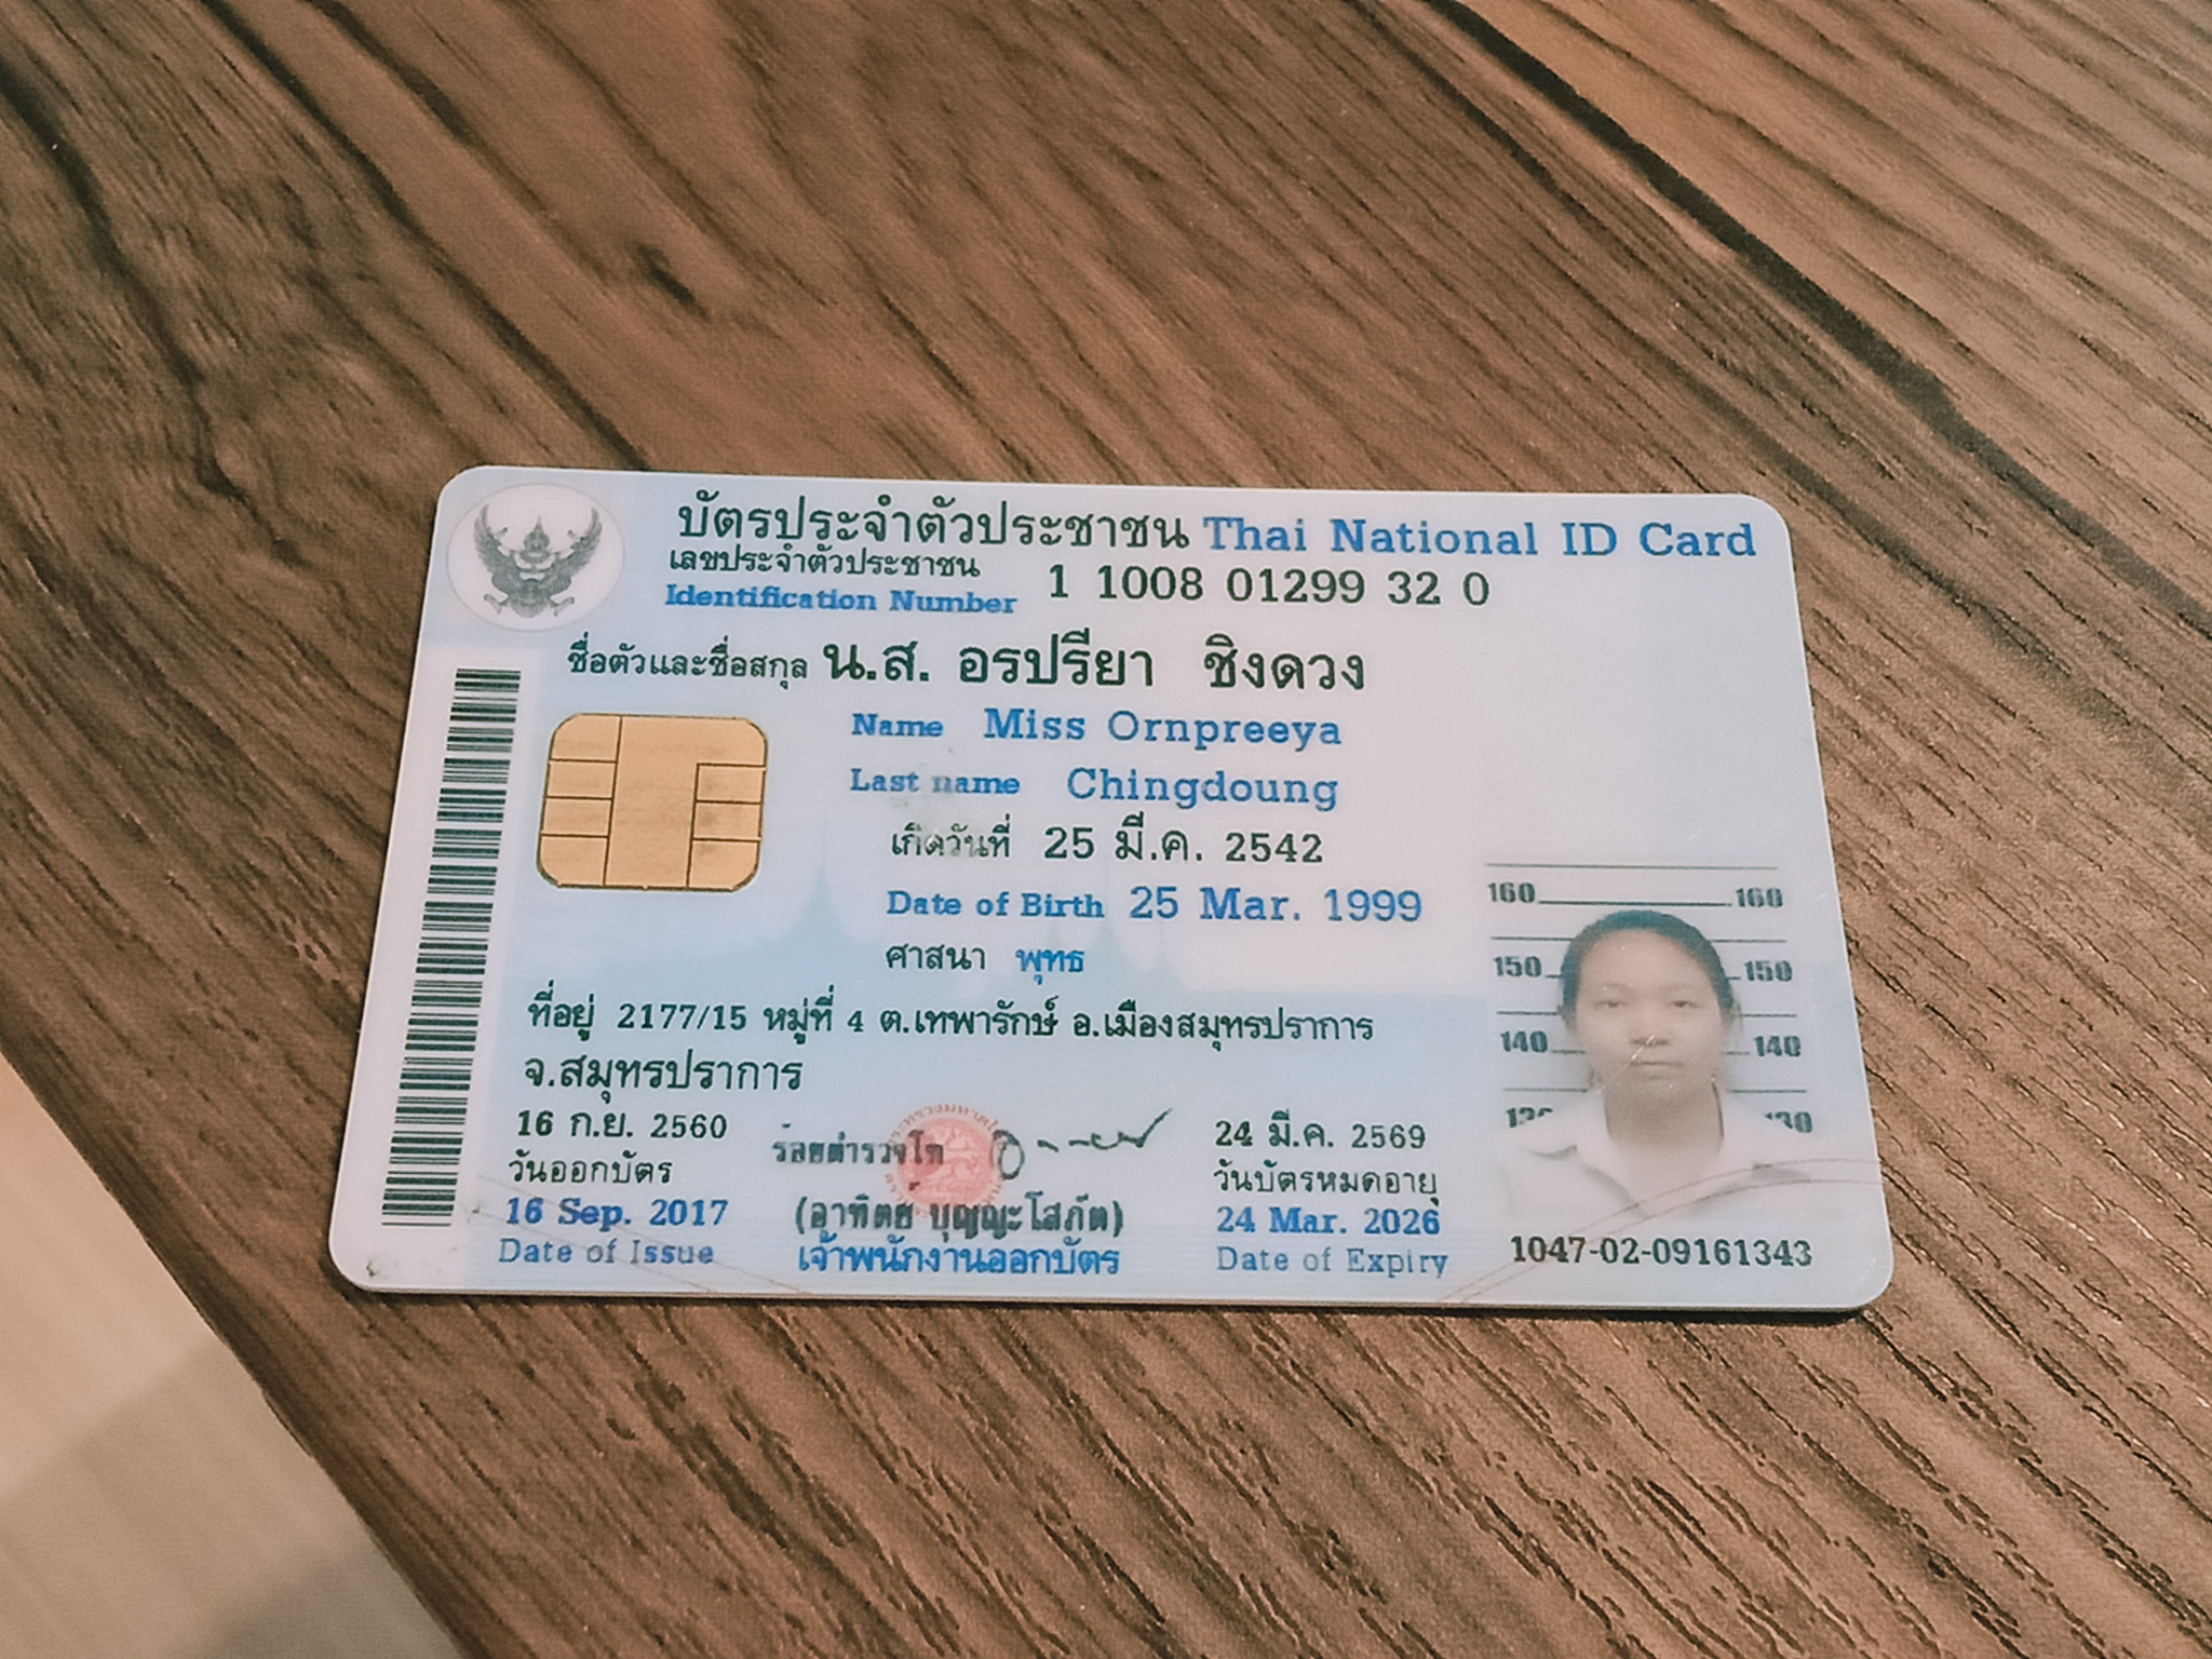 บัตรประจำตัวประชาชน Thai National ID Card
เลขประจำตัวประชาชน
Identification Number 1 1008 01299 32 0
ชื่อตัวและชื่อสกุล น.ส. อรปรียา ชิงดวง
Name Miss Ornpreeya
Last name Chingdoung
เกิดวันที่ 25 มี.ค. 2542
Date of Birth 25 Mar. 1999
ศาสนา พุทธ
ที่อยู่ 2177/15 หมู่ที่ 4 ต.เทพารักษ์ อ.เมืองสมุทรปราการ
จ.สมุทรปราการ
160 160
150 150
140 140
130
16 ก.ย. 2560
วันออกบัตร
16 Sep. 2017
Date of Issue
ร้อยตำรวจโท
(อาทิตย์ บุญญะโสภัต)
เจ้าพนักงานออกบัตร
24 มี.ค. 2569
วันบัตรหมดอายุ
24 Mar. 2026
Date of Expiry
1047-02-09161343